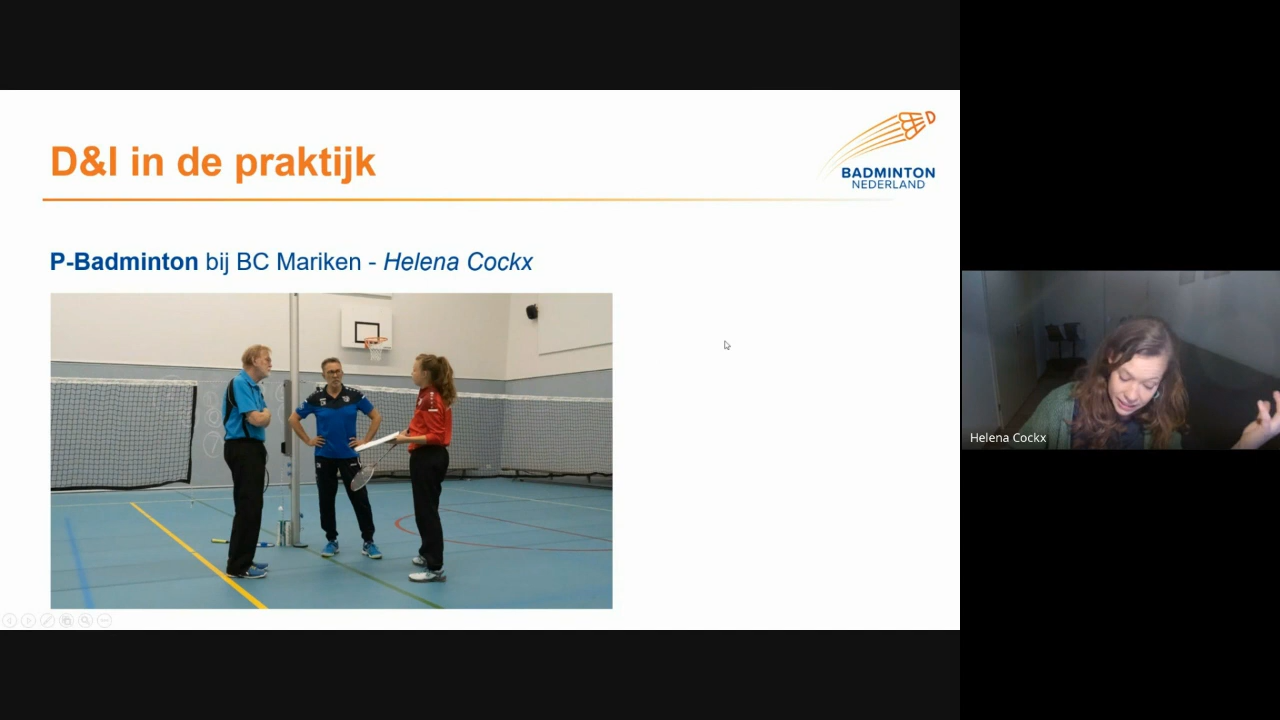 D&I in de praktijk
BADMINTON
NEDERLAND
P-Badminton bij BC Mariken - Helena Cockx
Helena Cockx